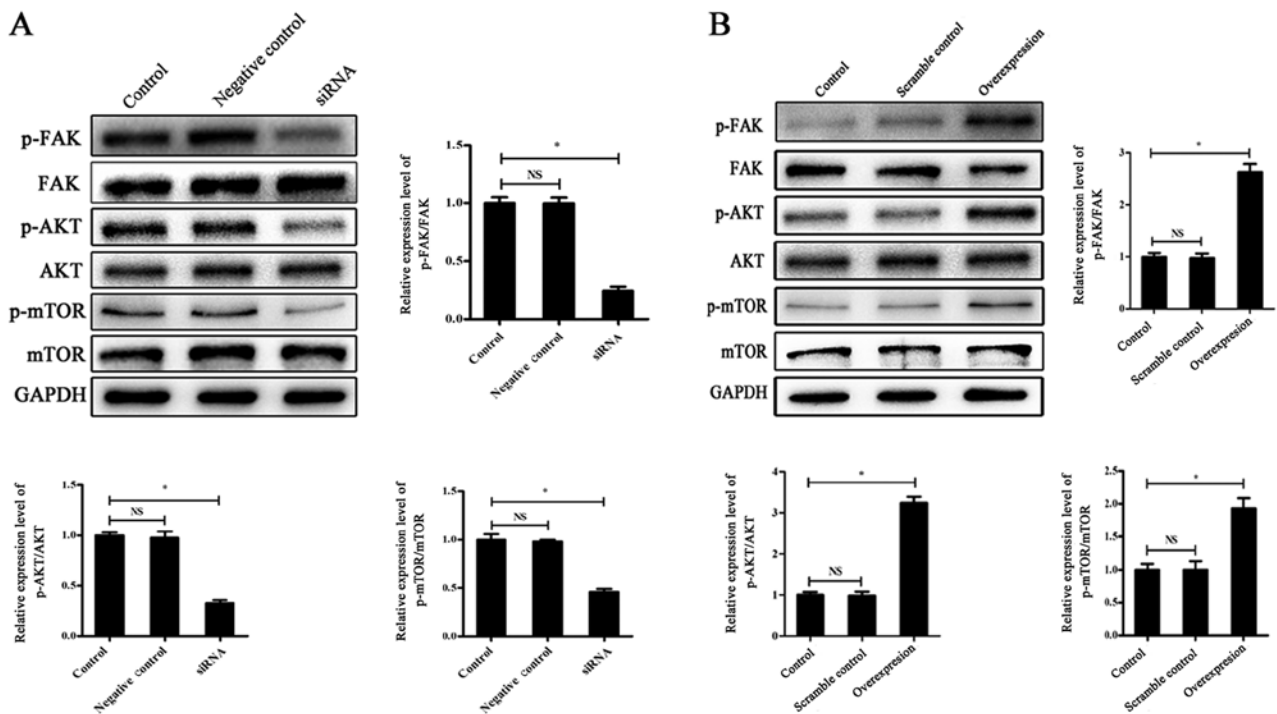 A
Control
Negative control
siRNA
p-FAK
FAK
p-AKT
AKT
p-mTOR
mTOR
GAPDH
Relative expression level of
p-FAK/FAK
1.5
1.0
0.5
0.0
*
NS
Control
Negative control
siRNA
Relative expression level of
p-AKT/AKT
1.5
1.0
0.5
0.0
*
NS
Control
Negative control
siRNA
Relative expression level of
p-mTOR/mTOR
1.5
1.0
0.5
0.0
*
NS
Control
Negative control
siRNA
B
Control
Scramble control
Overexpression
p-FAK
FAK
p-AKT
AKT
p-mTOR
mTOR
GAPDH
Relative expression level of
p-FAK/FAK
3
2
1
0
*
NS
Control
Scramble control
Overexpresion
Relative expression level of
p-AKT/AKT
4
3
2
1
0
*
NS
Control
Scramble control
Overexpresion
Relative expression level of
p-mTOR/mTOR
2.5
2.0
1.5
1.0
0.5
0.0
*
NS
Control
Scramble control
Overexpresion